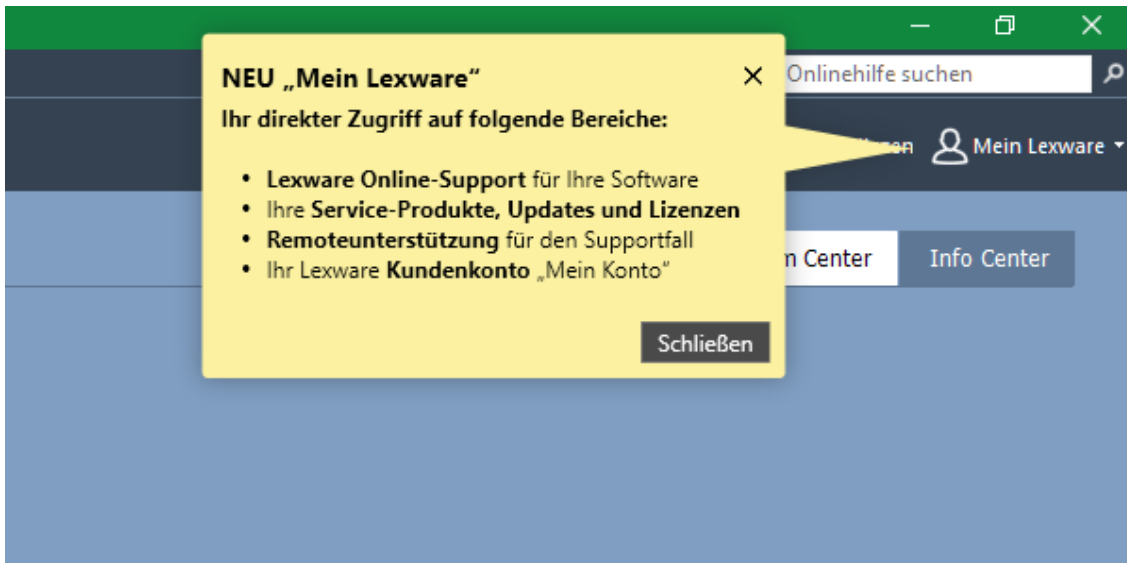 Onlinehilfe suchen
NEU „Mein Lexware“
Ihr direkter Zugriff auf folgende Bereiche:
• Lexware Online-Support für Ihre Software
• Ihre Service-Produkte, Updates und Lizenzen
• Remoteunterstützung für den Supportfall
• Ihr Lexware Kundenkonto „Mein Konto“
Schließen
Mein Lexware
Center
Info Center